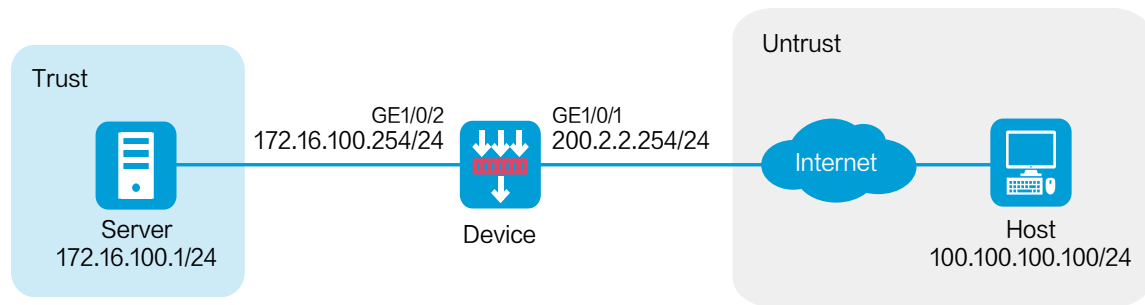 Untrust
Trust
GE1/0/2
172.16.100.254/24
GE1/0/1
200.2.2.254/24
Internet
Server
172.16.100.1/24
Device
Host
100.100.100.100/24